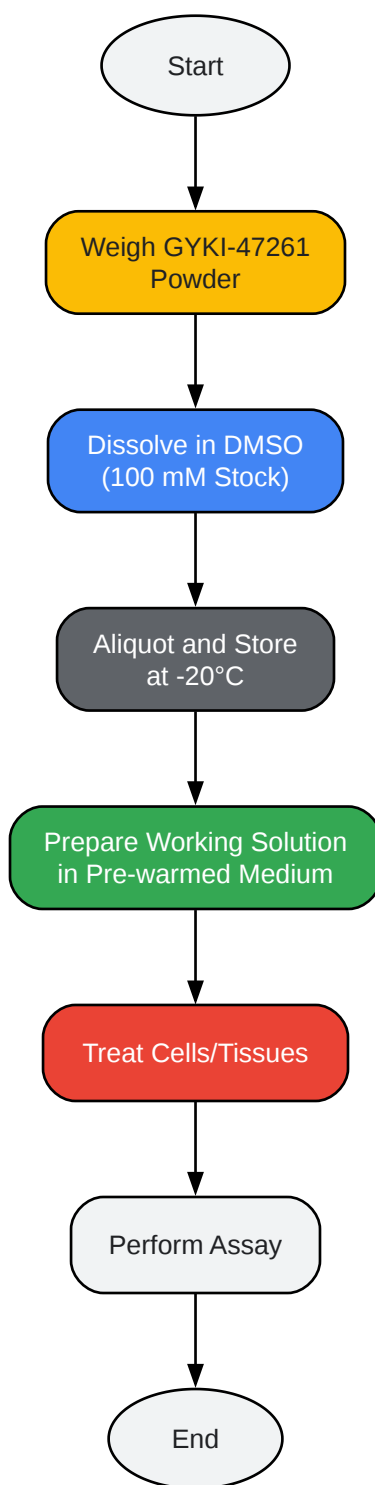 Start
Weigh GYKI-47261
Powder
Dissolve in DMSO
(100 mM Stock)
Aliquot and Store
at -20°C
Prepare Working Solution
in Pre-warmed Medium
Treat Cells/Tissues
Perform Assay
End